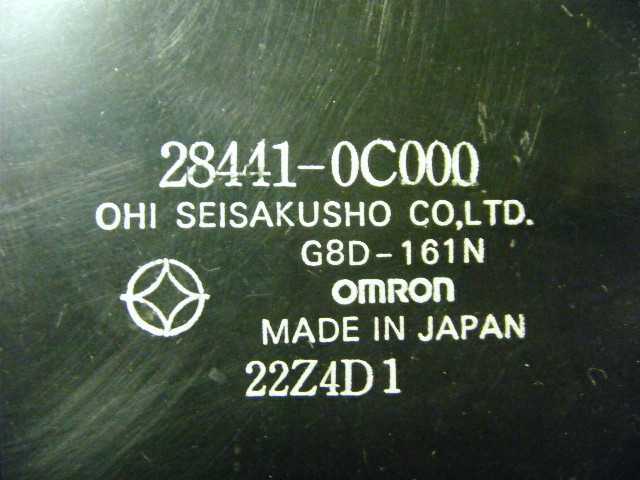 28441-0C000
OHI SEISAKUSHO CO,LTD.
G8D-161N
OMRON
MADE IN JAPAN
22Z4D1